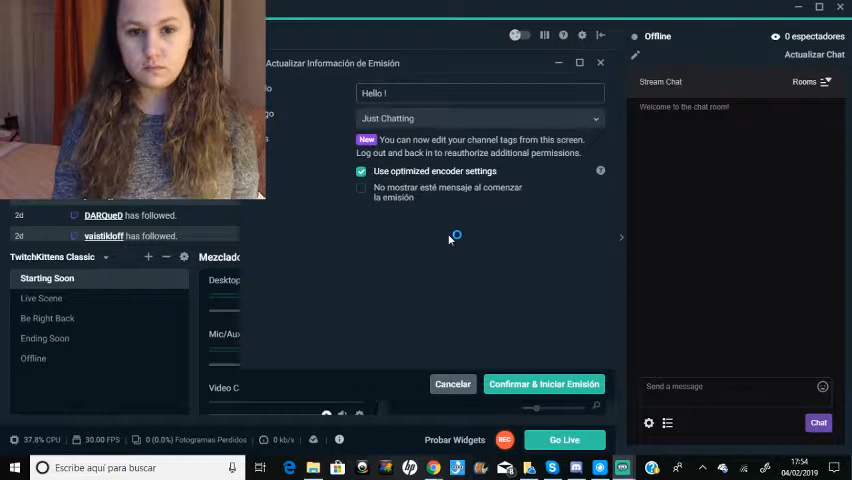 Offline
0 espectadores
Actualizar Información de Emisión
Actualizar Chat
Hello !
Stream Chat
Rooms
Just Chatting
Welcome to the chat room!
New You can now edit your channel tags from this screen.
Log out and back in to reauthorize additional permissions.
Use optimized encoder settings
No mostrar esté mensaje al comenzar
la emisión
2d DARQueD has followed.
2d vaistikloff has followed.
TwitchKittens Classic
Mezclado
Starting Soon
Desktop
Live Scene
Be Right Back
Mic/Aux
Ending Soon
Offline
Cancelar
Confirmar & Iniciar Emisión
Send a message
Video C
Chat
37.8% CPU
30.00 FPS
0 (0.0%) Fotogramas Perdidos
0 kb/s
Probar Widgets
REC
Go Live
Escribe aquí para buscar
17:54
04/02/2019